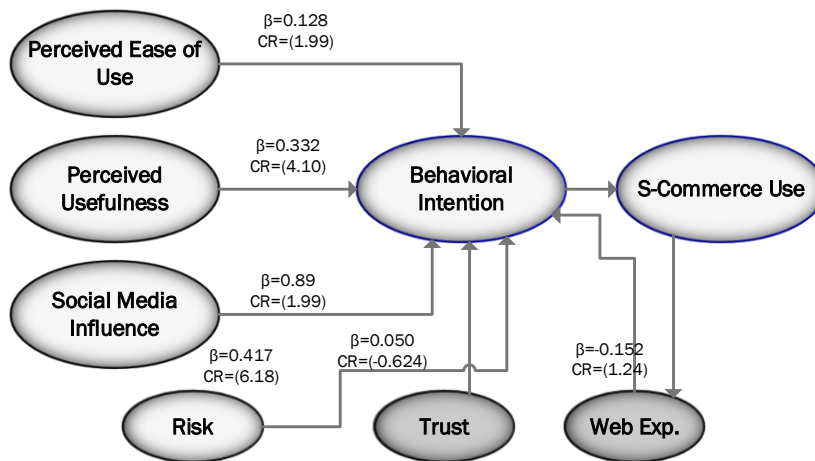 β=0.128
CR=(1.99)
Perceived Ease of
Use
β=0.332
CR=(4.10)
Perceived
Usefulness
Behavioral
Intention
S-Commerce Use
β=0.89
CR=(1.99)
Social Media
Influence
β=0.417
CR=(6.18)
β=0.050
CR=(-0.624)
β=-0.152
CR=(1.24)
Risk
Trust
Web Exp.